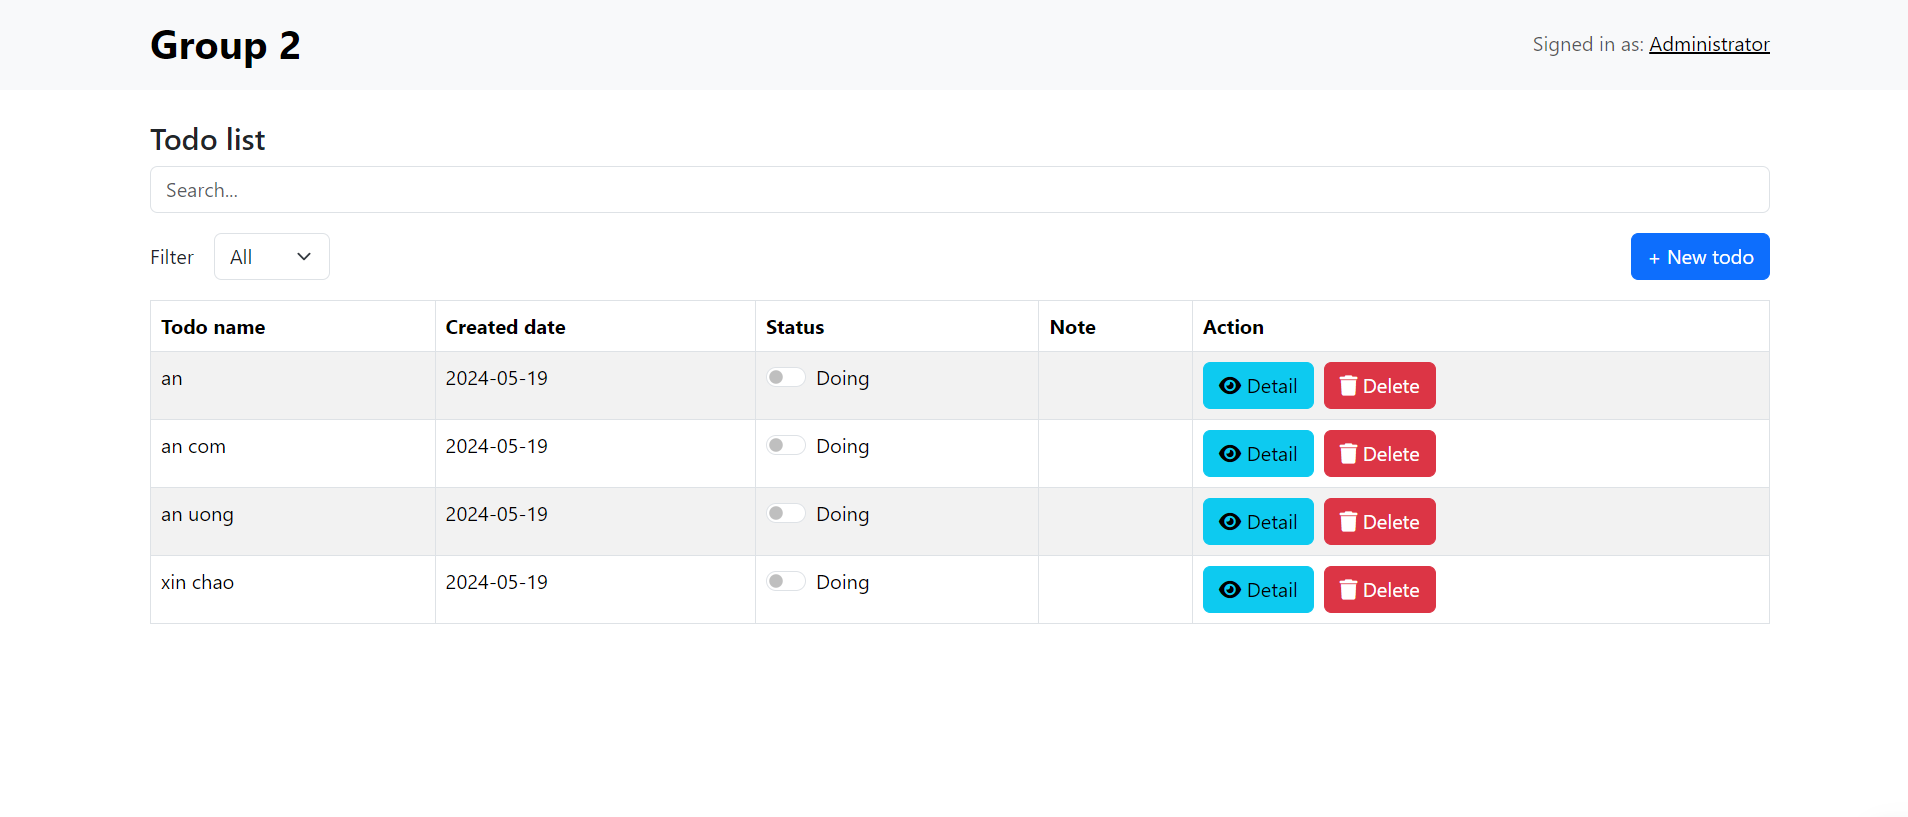 Group 2
Signed in as: Administrator
Todo list
Search...
Filter All + New todo
Todo name Created date Status Note Action
an 2024-05-19 Doing Detail Delete
an com 2024-05-19 Doing Detail Delete
an uong 2024-05-19 Doing Detail Delete
xin chao 2024-05-19 Doing Detail Delete